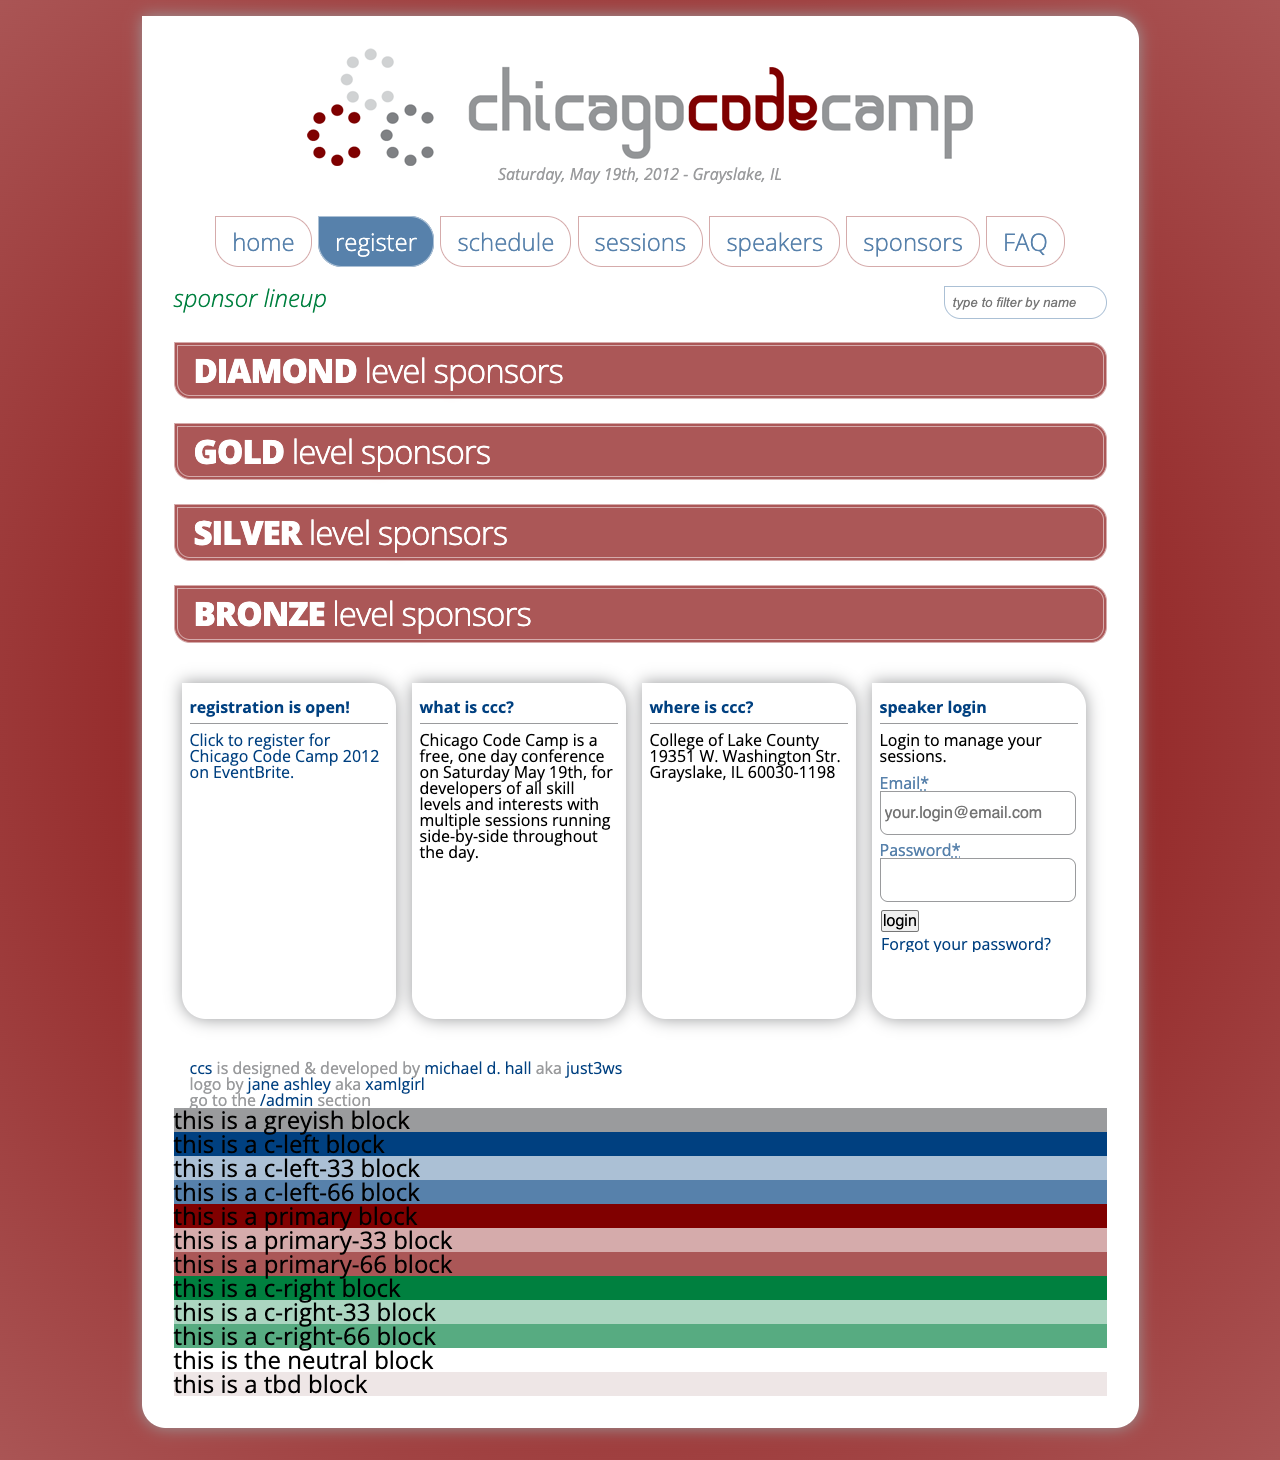 chicagocodecamp
Saturday, May 19th, 2012 - Grayslake, IL
home register schedule sessions speakers sponsors FAQ
sponsor lineup
type to filter by name
DIAMOND level sponsors
GOLD level sponsors
SILVER level sponsors
BRONZE level sponsors
registration is open!
Click to register for
Chicago Code Camp 2012
on EventBrite.
what is ccc?
Chicago Code Camp is a
free, one day conference
on Saturday May 19th, for
developers of all skill
levels and interests with
multiple sessions running
side-by-side throughout
the day.
where is ccc?
College of Lake County
19351 W. Washington Str.
Grayslake, IL 60030-1198
speaker login
Login to manage your
sessions.
Email*
your.login@email.com
Password*
login
Forgot your password?
ccs is designed & developed by michael d. hall aka just3ws
logo by jane ashley aka xamlgirl
go to the /admin section
this is a greyish block
this is a c-left block
this is a c-left-33 block
this is a c-left-66 block
this is a primary block
this is a primary-33 block
this is a primary-66 block
this is a c-right block
this is a c-right-33 block
this is a c-right-66 block
this is the neutral block
this is a tbd block